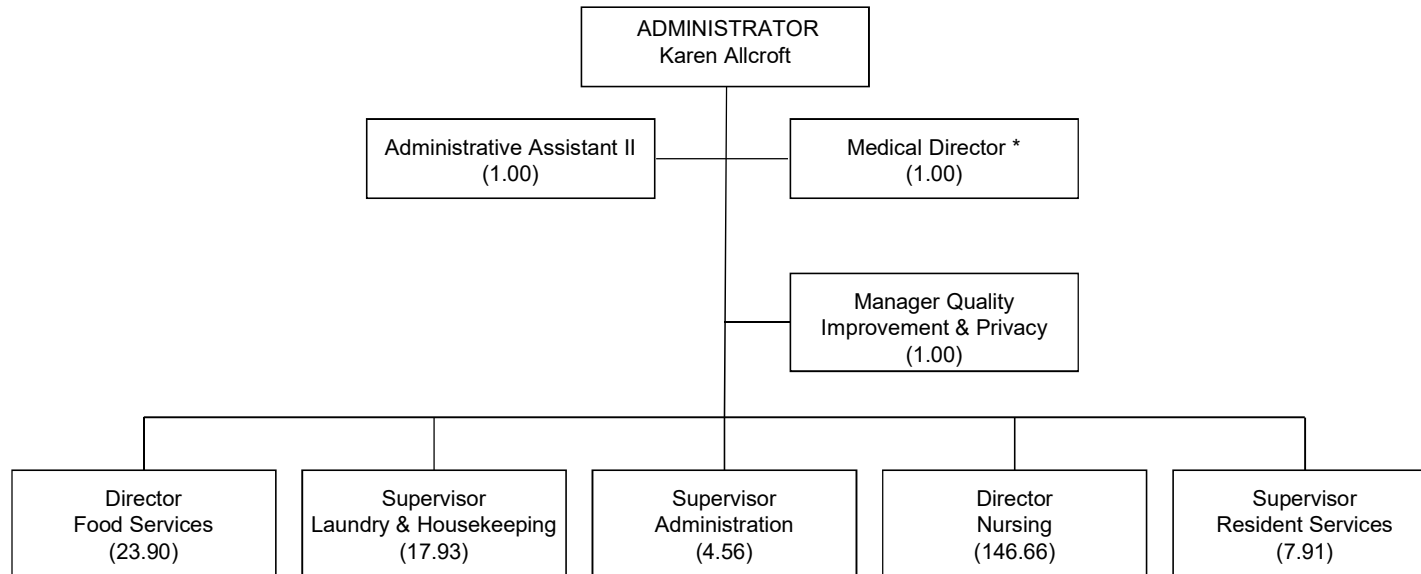 ADMINISTRATOR
Karen Allcroft
Administrative Assistant II
(1.00)
Medical Director *
(1.00)
Manager Quality
Improvement & Privacy
(1.00)
Director
Food Services
(23.90)
Supervisor
Laundry & Housekeeping
(17.93)
Supervisor
Administration
(4.56)
Director
Nursing
(146.66)
Supervisor
Resident Services
(7.91)